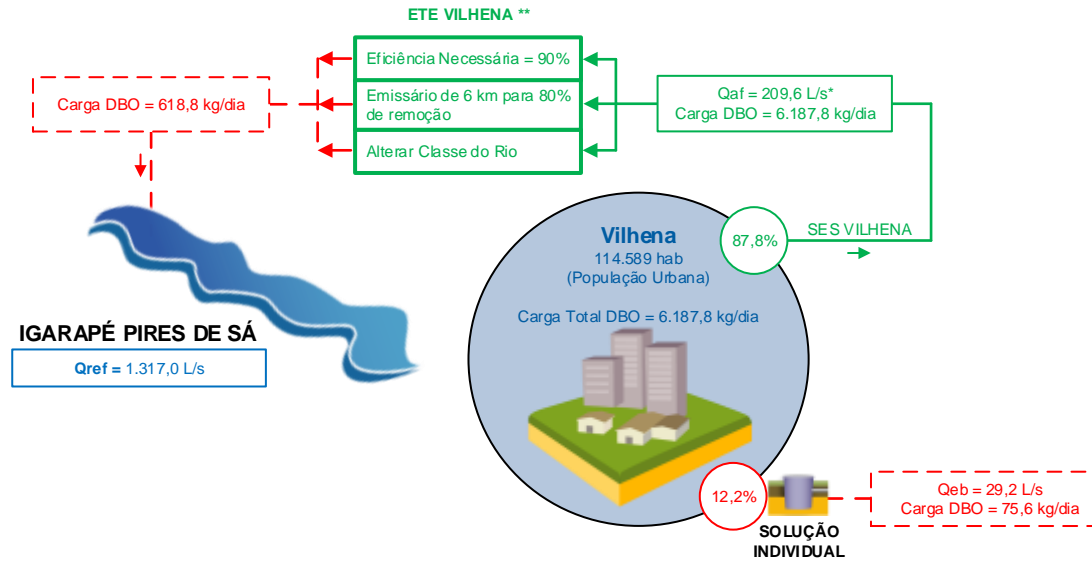 ETE VILHENA **
Eficiência Necessária = 90%
Emissário de 6 km para 80%
de remoção
Alterar Classe do Rio
Carga DBO = 618,8 kg/dia
Qaf = 209,6 L/s*
Carga DBO = 6.187,8 kg/dia
87,8%
SES VILHENA
Vilhena
114.589 hab
(População Urbana)
Carga Total DBO = 6.187,8 kg/dia
IGARAPÉ PIRES DE SÁ
Qref = 1.317,0 L/s
12,2%
SOLUÇÃO
INDIVIDUAL
Qeb = 29,2 L/s
Carga DBO = 75,6 kg/dia